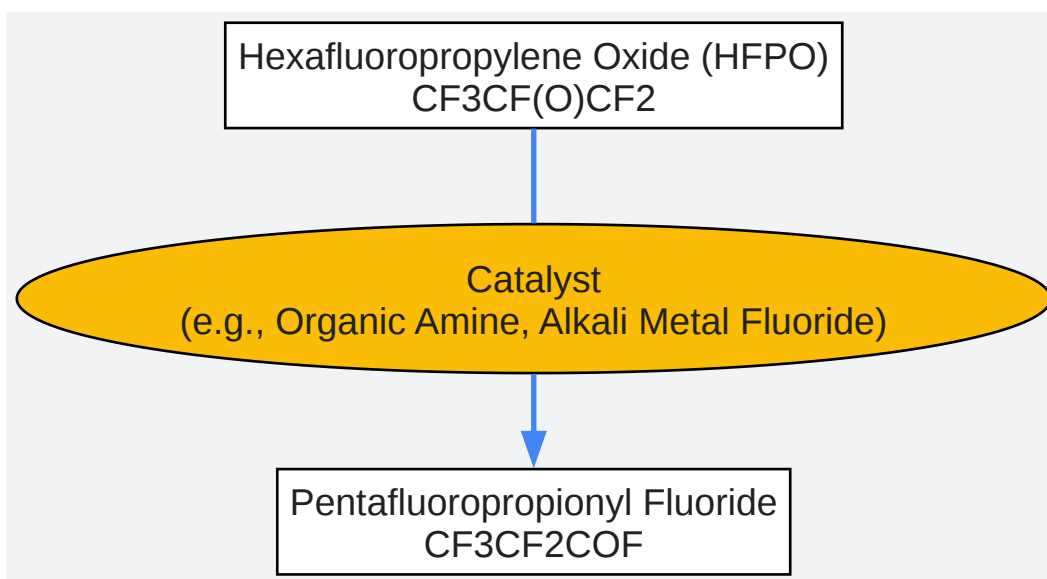 Hexafluoropropylene Oxide (HFPO)
CF3CF(O)CF2
Catalyst
(e.g., Organic Amine, Alkali Metal Fluoride)
Pentafluoropropionyl Fluoride
CF3CF2COF